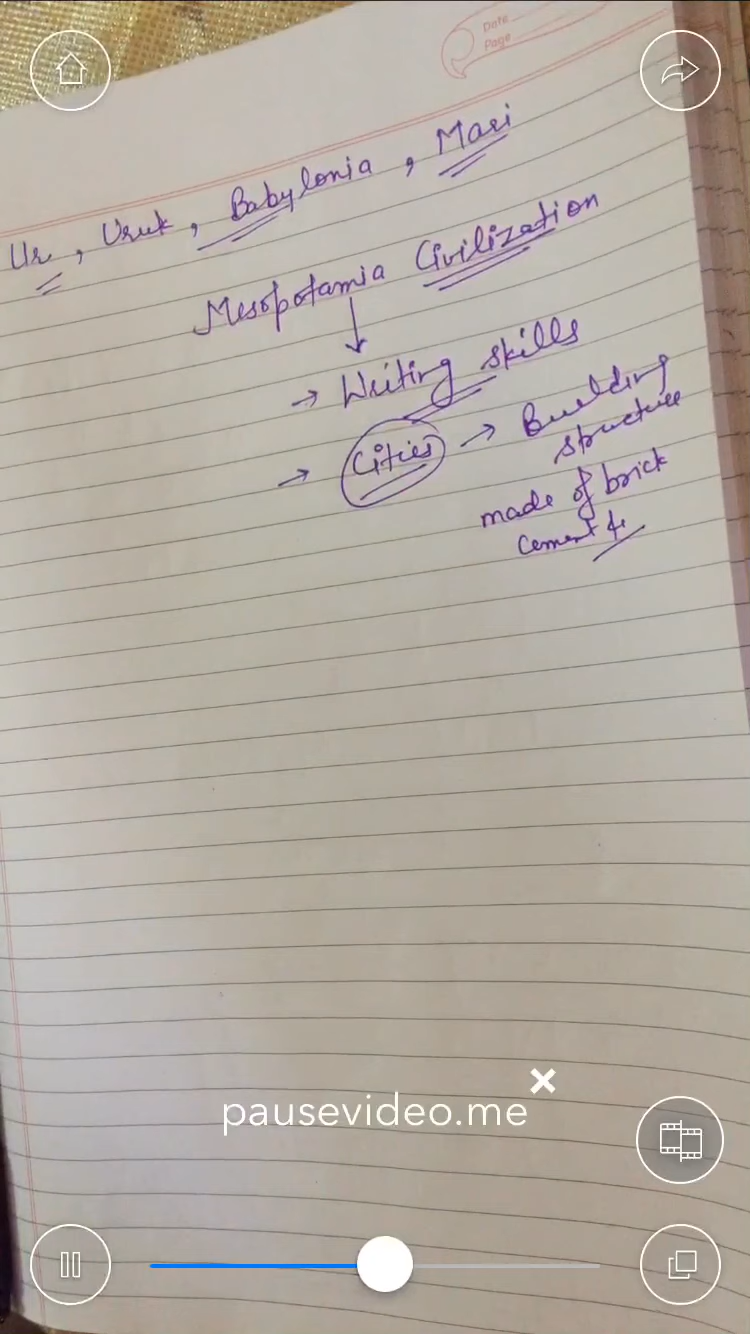 Date
Page
Ur, Uruk, Babylonia, Mari
Mesopotamia Civilization
→ Writing skills
→ Cities → Building
structure
made of brick
cement &
pausevideo.me